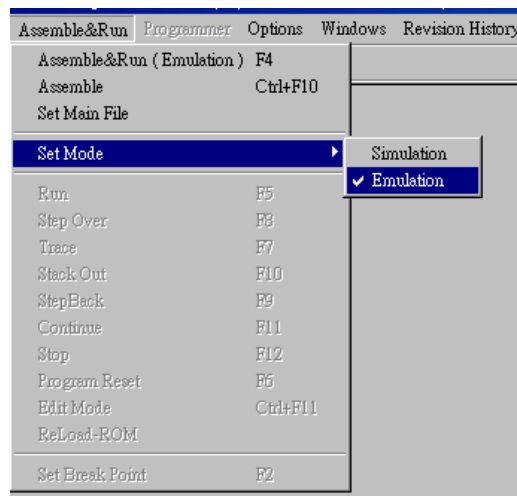 Assemble&Run Programmer Options Windows Revision History
Assemble&Run ( Emulation ) F4
Assemble Ctrl+F10
Set Main File
Set Mode
Simulation
Emulation
Run F5
Step Over F8
Trace F7
Stack Out F10
StepBack F9
Continue F11
Stop F12
Program Reset F6
Edit Mode Ctrl+F11
ReLoad-ROM
Set Break Point F2